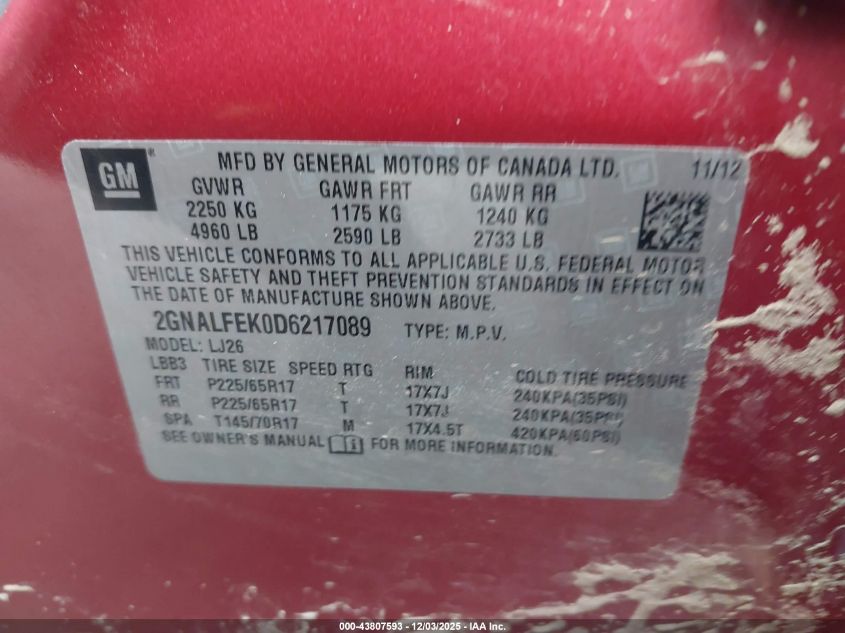 GM ® MFD BY GENERAL MOTORS OF CANADA LTD. 11/12
GVWR GAWR FRT GAWR RR
2250 KG 1175 KG 1240 KG
4960 LB 2590 LB 2733 LB
THIS VEHICLE CONFORMS TO ALL APPLICABLE U.S. FEDERAL MOTOR
VEHICLE SAFETY AND THEFT PREVENTION STANDARDS IN EFFECT ON
THE DATE OF MANUFACTURE SHOWN ABOVE.
2GNALFEK0D6217089 TYPE: M.P.V.
MODEL: LJ26
LBB3 TIRE SIZE SPEED RTG RIM COLD TIRE PRESSURE
FRT P225/65R17 T 17X7J 240KPA(35PSI)
RR P225/65R17 T 17X7J 240KPA(35PSI)
SPA T145/70R17 M 17X4.5T 420KPA(60PSI)
SEE OWNER'S MANUAL FOR MORE INFORMATION.
000-43807593 - 12/03/2025 - IAA Inc.